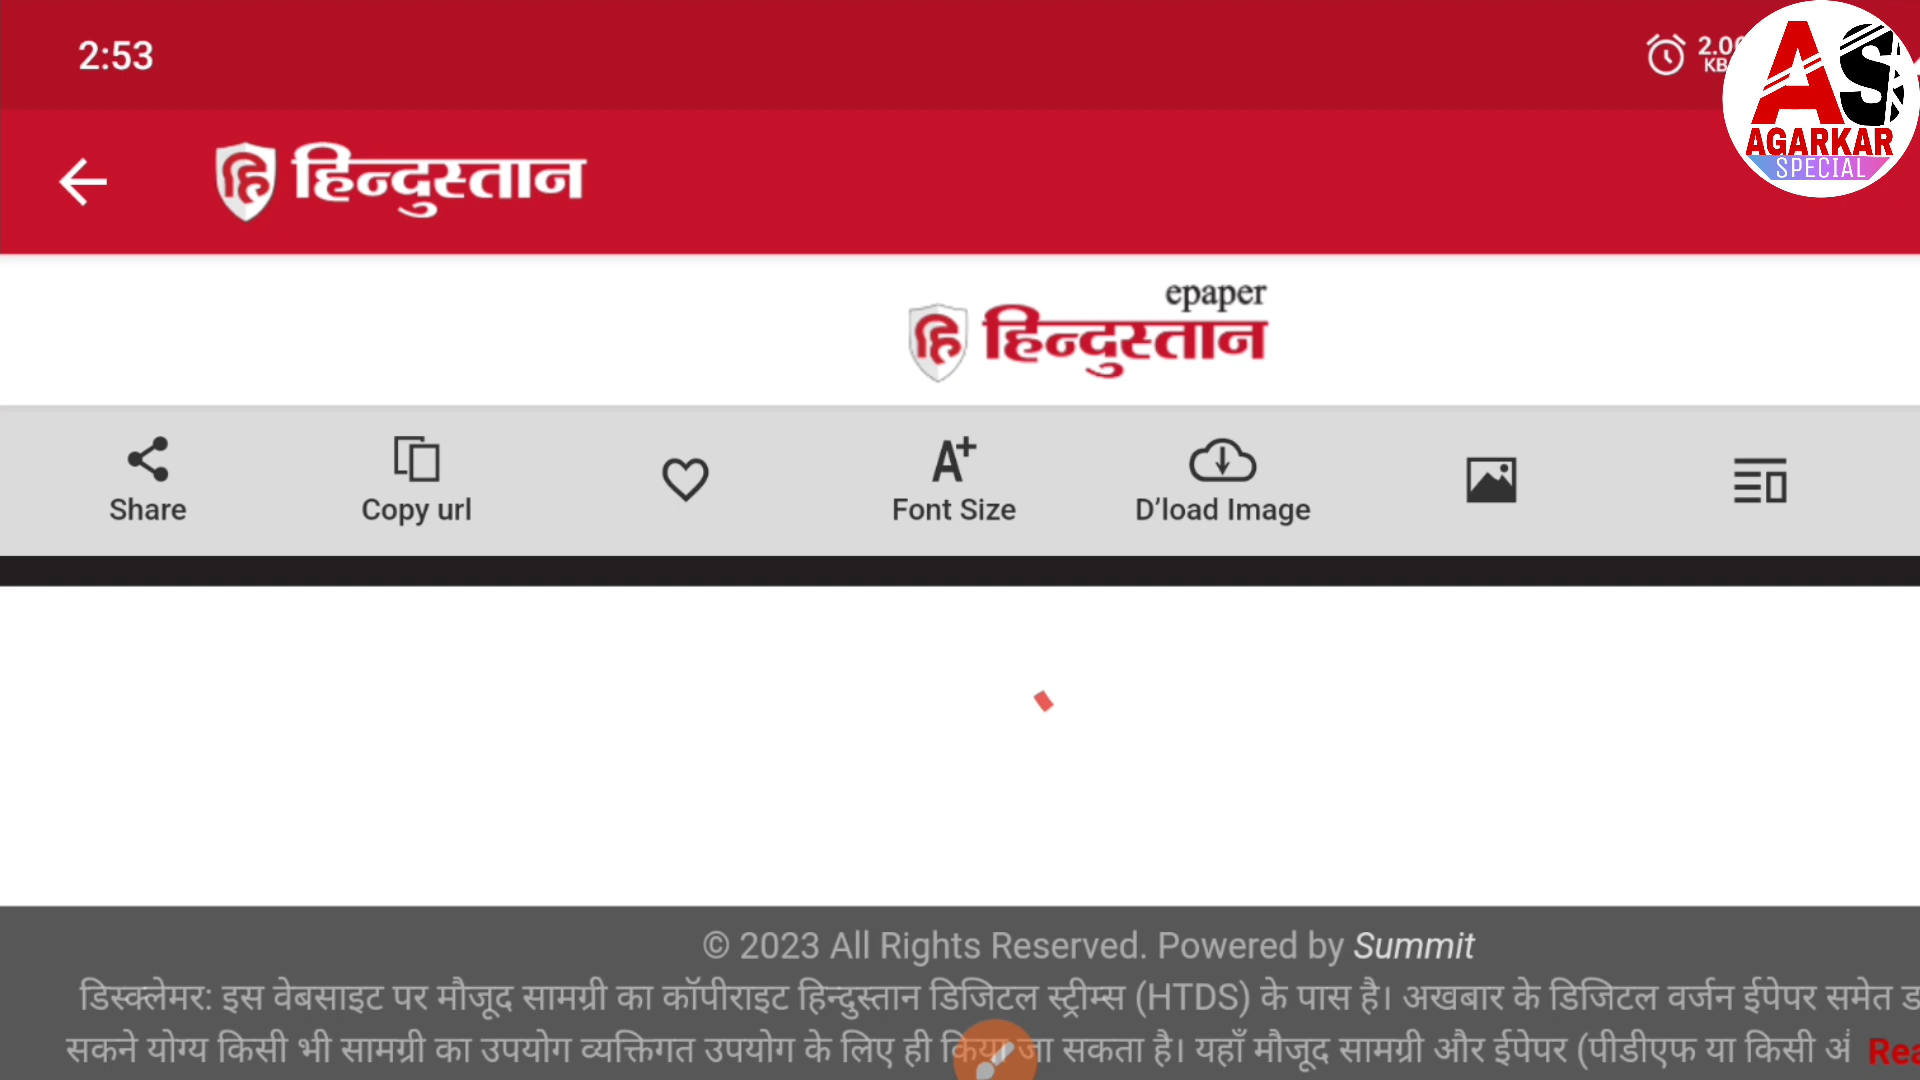 2:53
KB
AS
AGARKAR
SPECIAL
हिन्दुस्तान
epaper
हिन्दुस्तान
Share
Copy url
A+
Font Size
D’load Image
© 2023 All Rights Reserved. Powered by Summit
डिस्क्लेमर: इस वेबसाइट पर मौजूद सामग्री का कॉपीराइट हिन्दुस्तान डिजिटल स्ट्रीम्स (HTDS) के पास है। अखबार के डिजिटल वर्जन ईपेपर समेत
सकने योग्य किसी भी सामग्री का उपयोग व्यक्तिगत उपयोग के लिए ही जा सकता है। यहाँ मौजूद सामग्री और ईपेपर (पीडीएफ या किसी